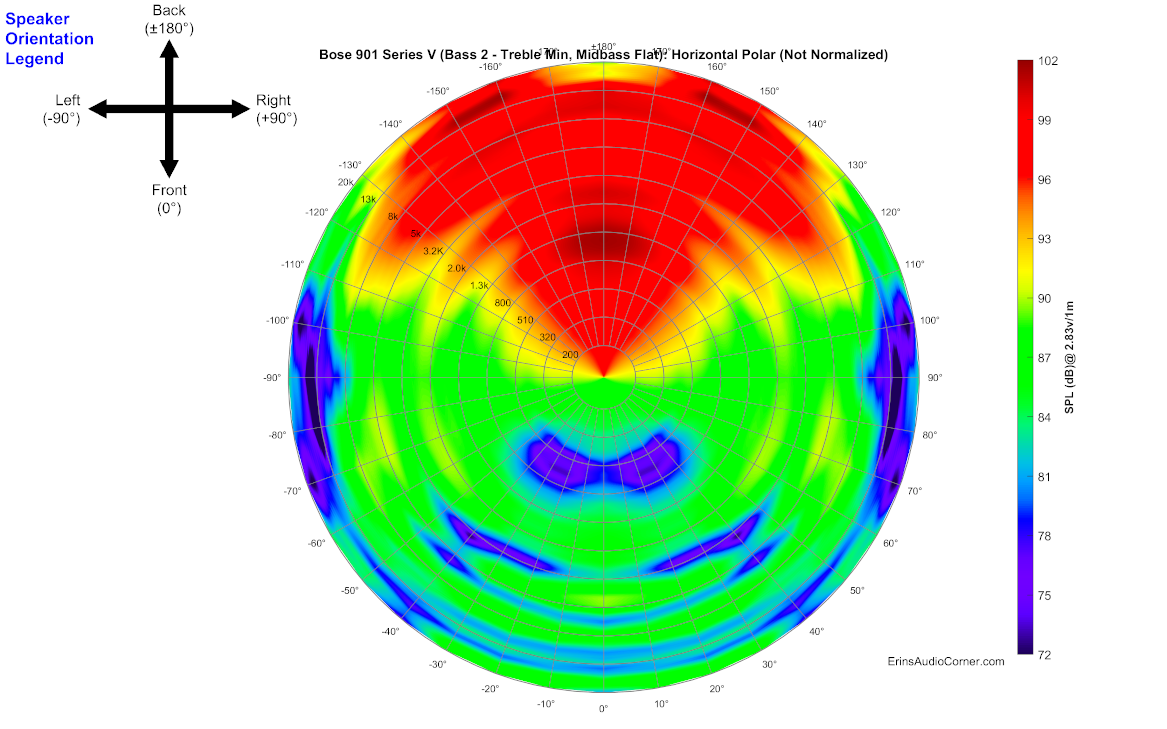 Speaker
Orientation
Legend
Back
(±180°)
Left
(-90°)
Right
(+90°)
Front
(0°)
Bose 901 Series V (Bass 2 - Treble Min, Midbass Flat): Horizontal Polar (Not Normalized)
-170° ±180° 170°
-160° 160°
-150° 150°
-140° 140°
-130° 130°
-120° 120°
-110° 110°
-100° 100°
-90° 90°
-80° 80°
-70° 70°
-60° 60°
-50° 50°
-40° 40°
-30° 30°
-20° 20°
-10° 0° 10°
20k
13k
8k
5k
3.2K
2.0k
1.3k
800
510
320
200
102
99
96
93
90
87
84
81
78
75
72
SPL (dB)@ 2.83v/1m
ErinsAudioCorner.com